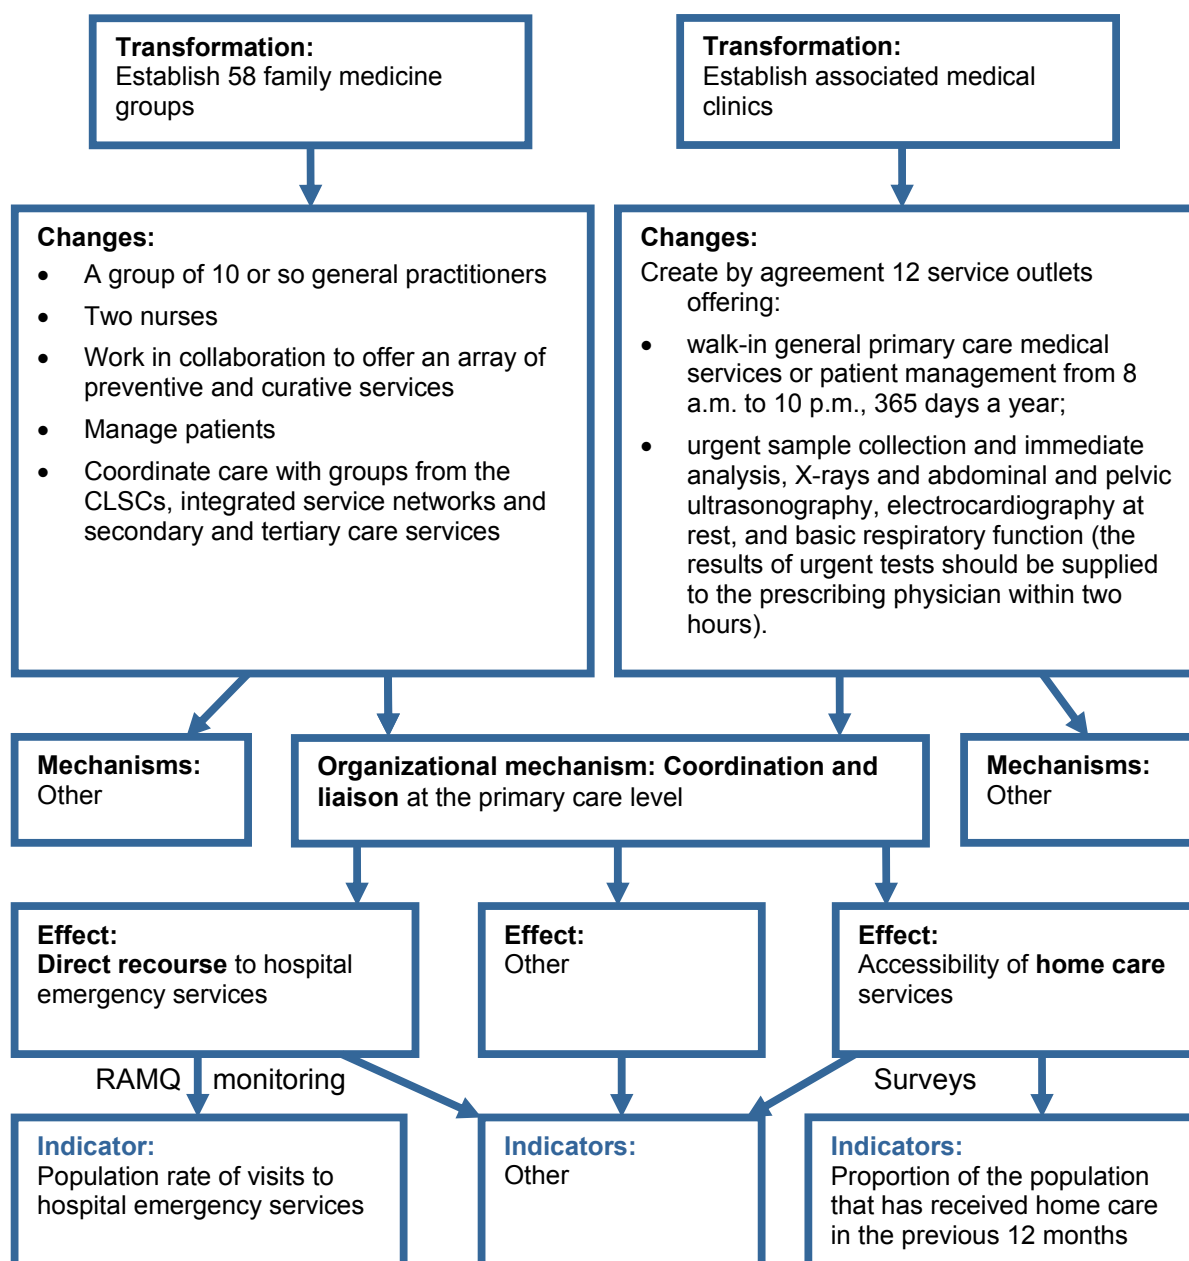 Transformation:
Establish 58 family medicine
groups
Transformation:
Establish associated medical
clinics
Changes:
• A group of 10 or so general practitioners
• Two nurses
• Work in collaboration to offer an array of
preventive and curative services
• Manage patients
• Coordinate care with groups from the
CLSCs, integrated service networks and
secondary and tertiary care services
Changes:
Create by agreement 12 service outlets
offering:
• walk-in general primary care medical
services or patient management from 8
a.m. to 10 p.m., 365 days a year;
• urgent sample collection and immediate
analysis, X-rays and abdominal and pelvic
ultrasonography, electrocardiography at
rest, and basic respiratory function (the
results of urgent tests should be supplied
to the prescribing physician within two
hours).
Mechanisms:
Other
Organizational mechanism: Coordination and
liaison at the primary care level
Mechanisms:
Other
Effect:
Direct recourse to hospital
emergency services
Effect:
Other
Effect:
Accessibility of home care
services
RAMQ monitoring
Surveys
Indicator:
Population rate of visits to
hospital emergency services
Indicators:
Other
Indicators:
Proportion of the population
that has received home care
in the previous 12 months